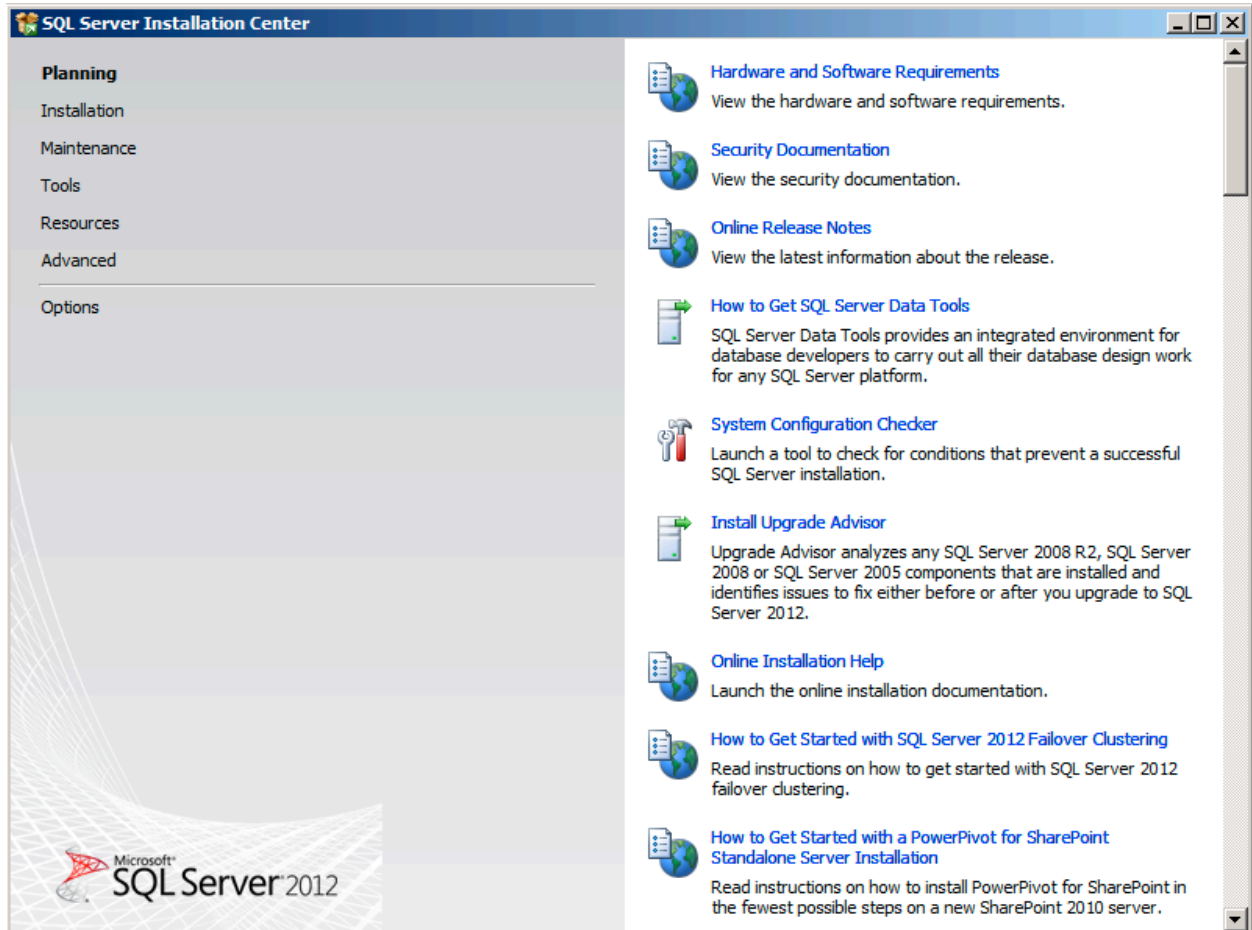 SQL Server Installation Center
Planning
Installation
Maintenance
Tools
Resources
Advanced
Options
Microsoft®
SQL Server® 2012
Hardware and Software Requirements
View the hardware and software requirements.
Security Documentation
View the security documentation.
Online Release Notes
View the latest information about the release.
How to Get SQL Server Data Tools
SQL Server Data Tools provides an integrated environment for
database developers to carry out all their database design work
for any SQL Server platform.
System Configuration Checker
Launch a tool to check for conditions that prevent a successful
SQL Server installation.
Install Upgrade Advisor
Upgrade Advisor analyzes any SQL Server 2008 R2, SQL Server
2008 or SQL Server 2005 components that are installed and
identifies issues to fix either before or after you upgrade to SQL
Server 2012.
Online Installation Help
Launch the online installation documentation.
How to Get Started with SQL Server 2012 Failover Clustering
Read instructions on how to get started with SQL Server 2012
failover clustering.
How to Get Started with a PowerPivot for SharePoint
Standalone Server Installation
Read instructions on how to install PowerPivot for SharePoint in
the fewest possible steps on a new SharePoint 2010 server.